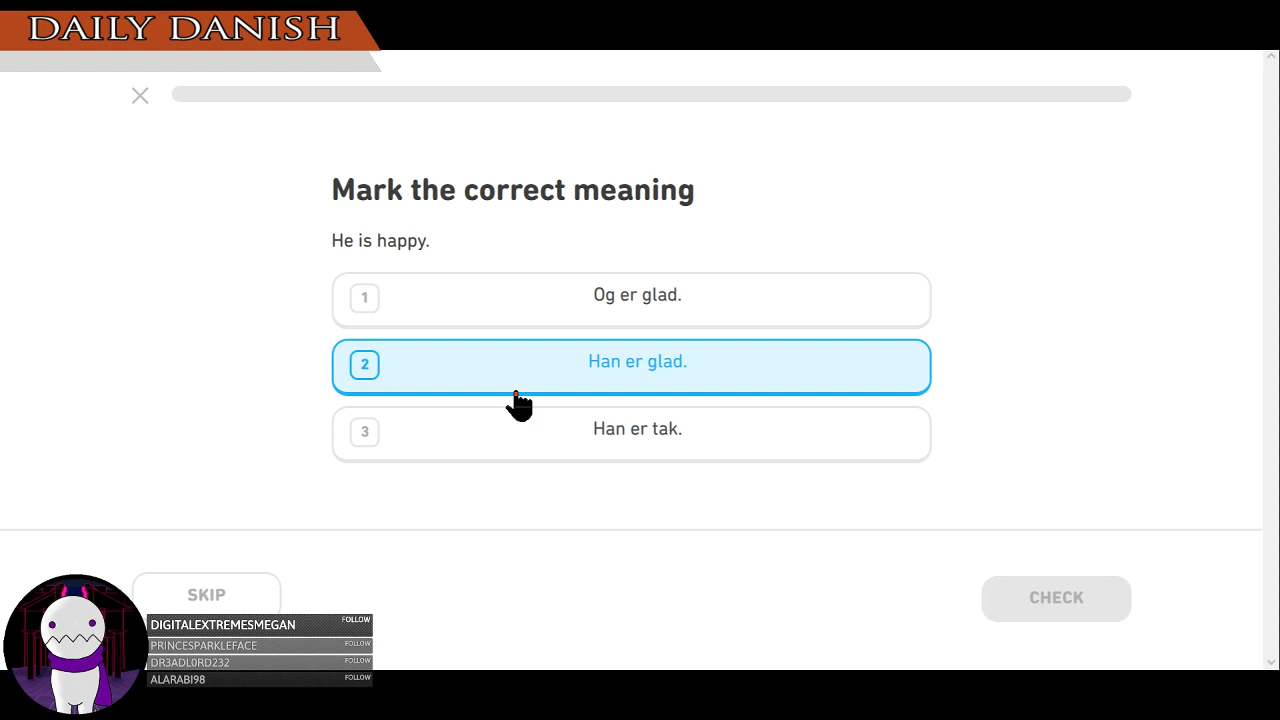 DAILY DANISH
Mark the correct meaning
He is happy.
1 Og er glad.
2 Han er glad.
3 Han er tak.
SKIP
CHECK
DIGITALEXTREMESMEGAN FOLLOW
PRINCESPARKLEFACE FOLLOW
DR3ADL0RD232 FOLLOW
ALARABI98 FOLLOW